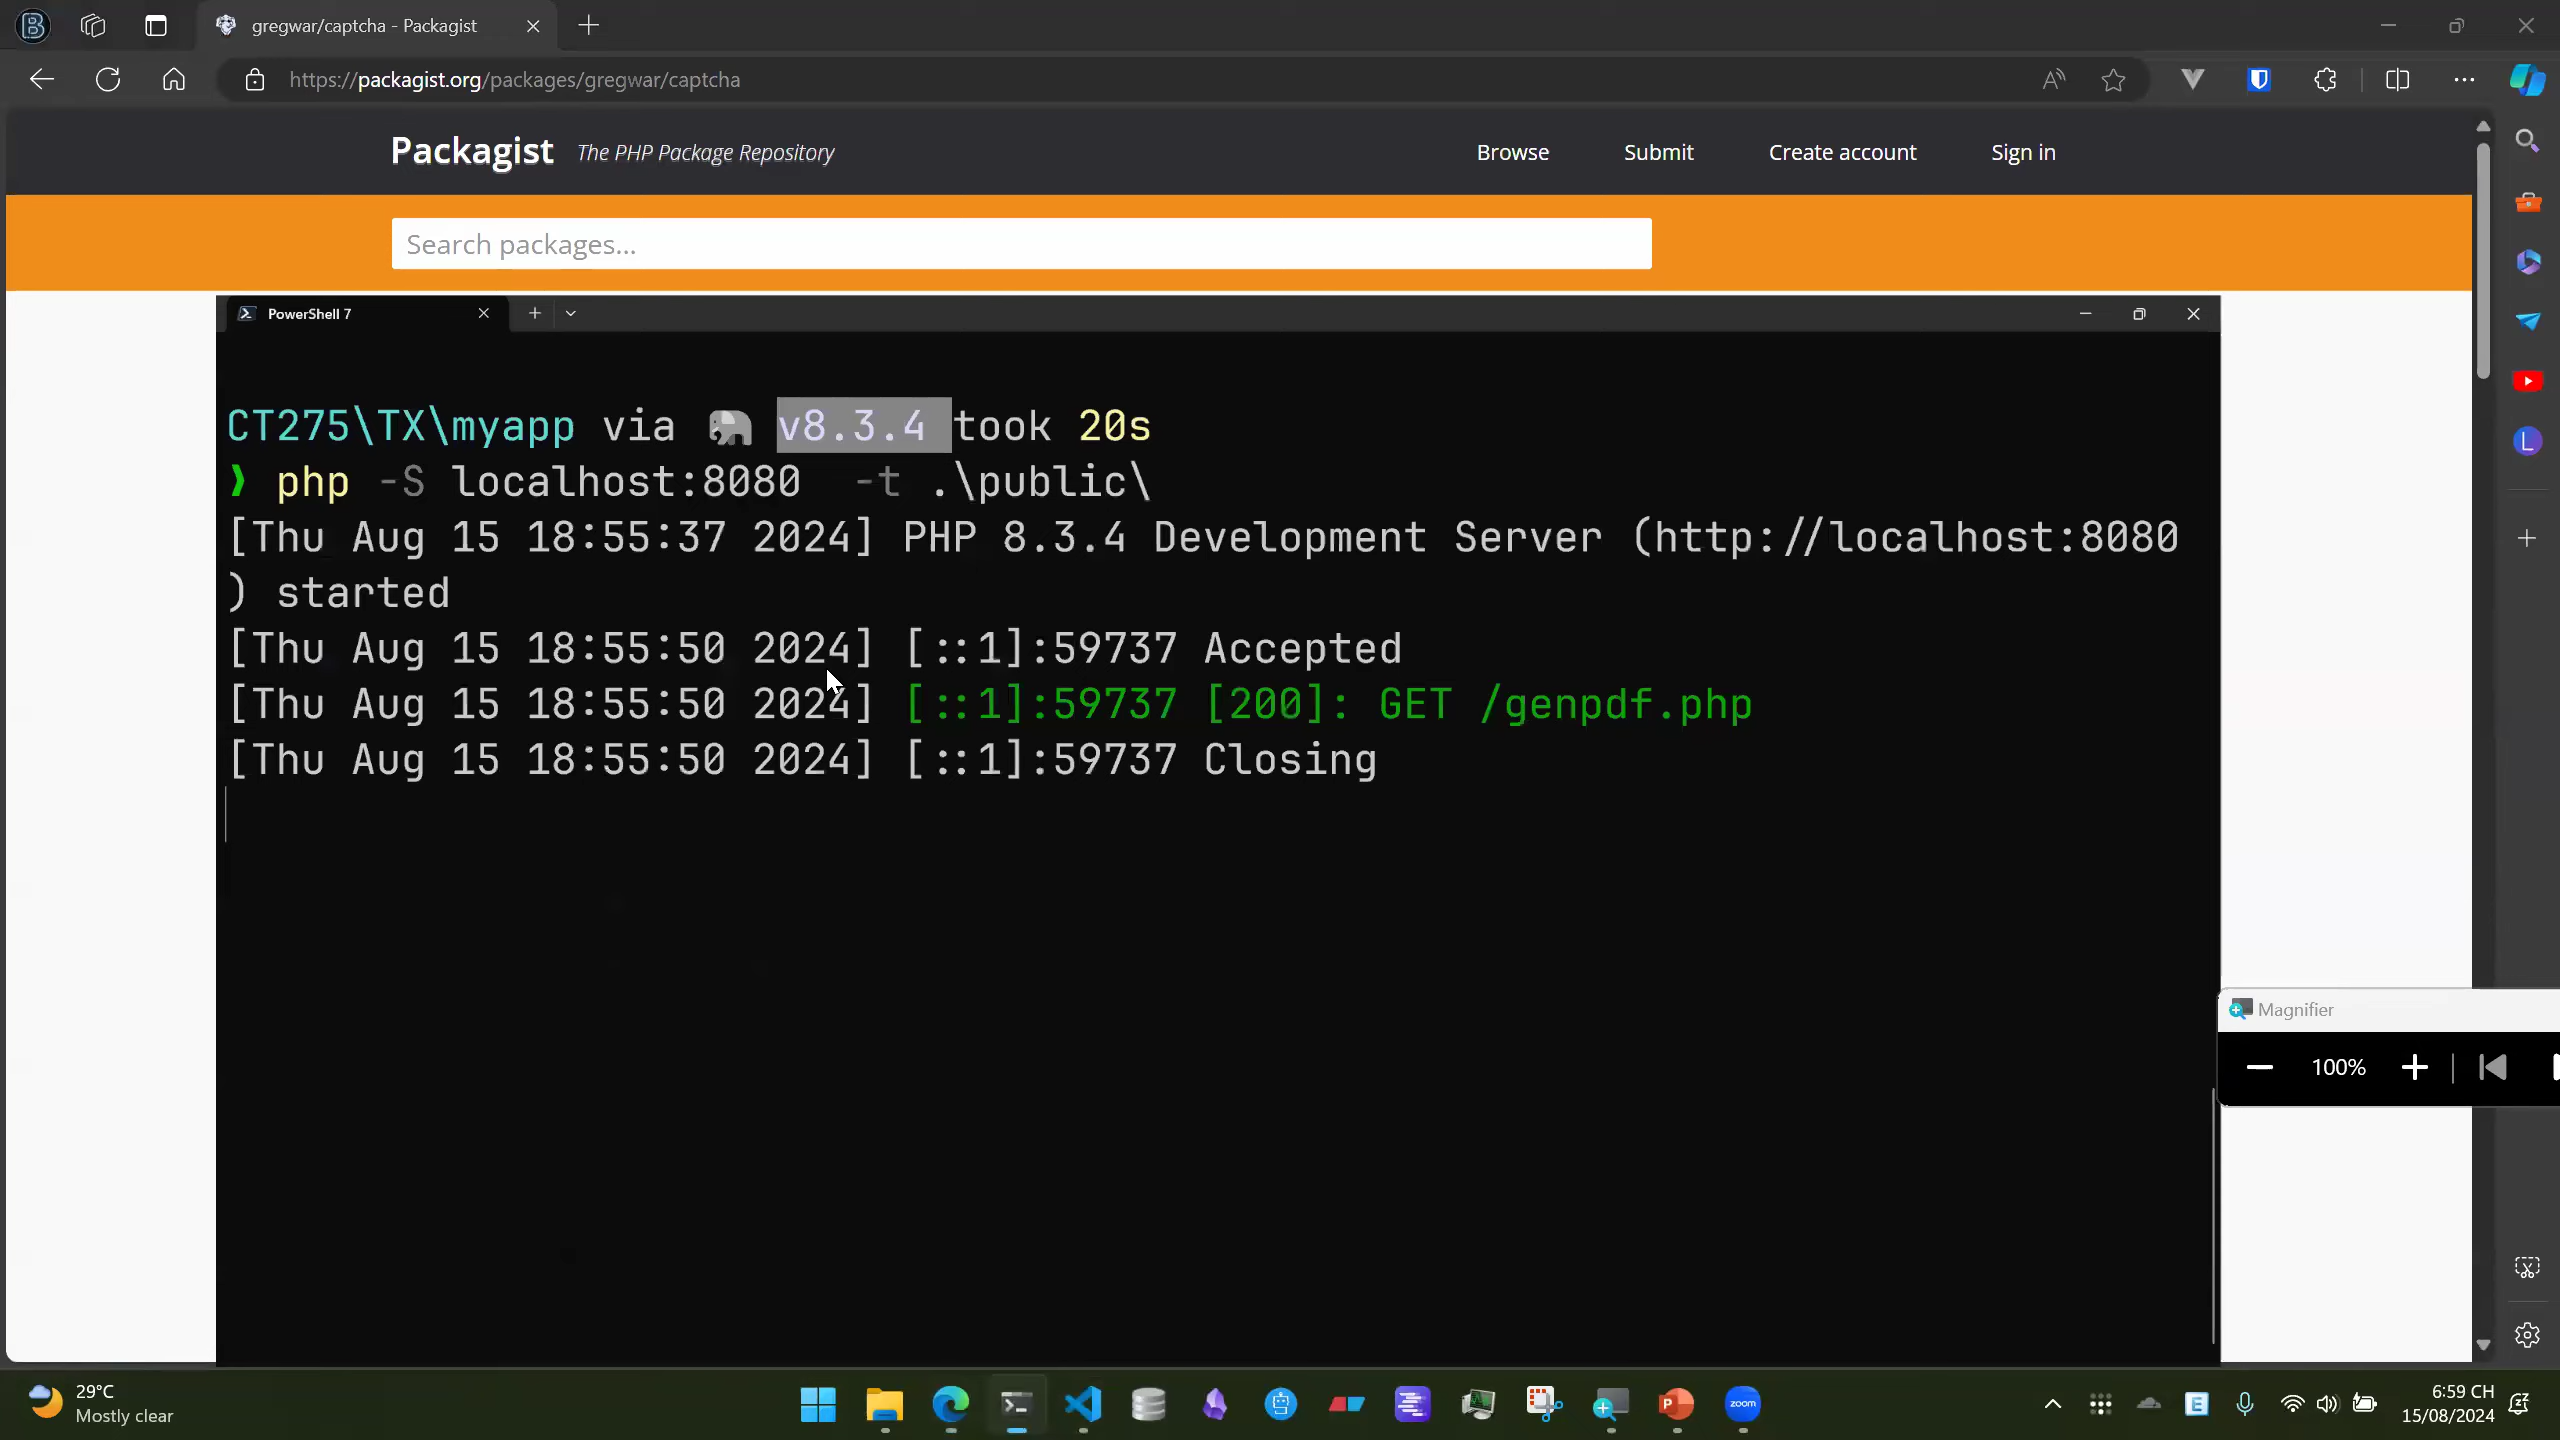 gregwar/captcha - Packagist
https://packagist.org/packages/gregwar/captcha
Packagist The PHP Package Repository
Browse Submit Create account Sign in
Search packages...
PowerShell 7
CT275\TX\myapp via v8.3.4 took 20s
❯ php -S localhost:8080 -t .\public\
[Thu Aug 15 18:55:37 2024] PHP 8.3.4 Development Server (http://localhost:8080
) started
[Thu Aug 15 18:55:50 2024] [::1]:59737 Accepted
[Thu Aug 15 18:55:50 2024] [::1]:59737 [200]: GET /genpdf.php
[Thu Aug 15 18:55:50 2024] [::1]:59737 Closing
Magnifier
100%
29°C
Mostly clear
zoom
6:59 CH
15/08/2024